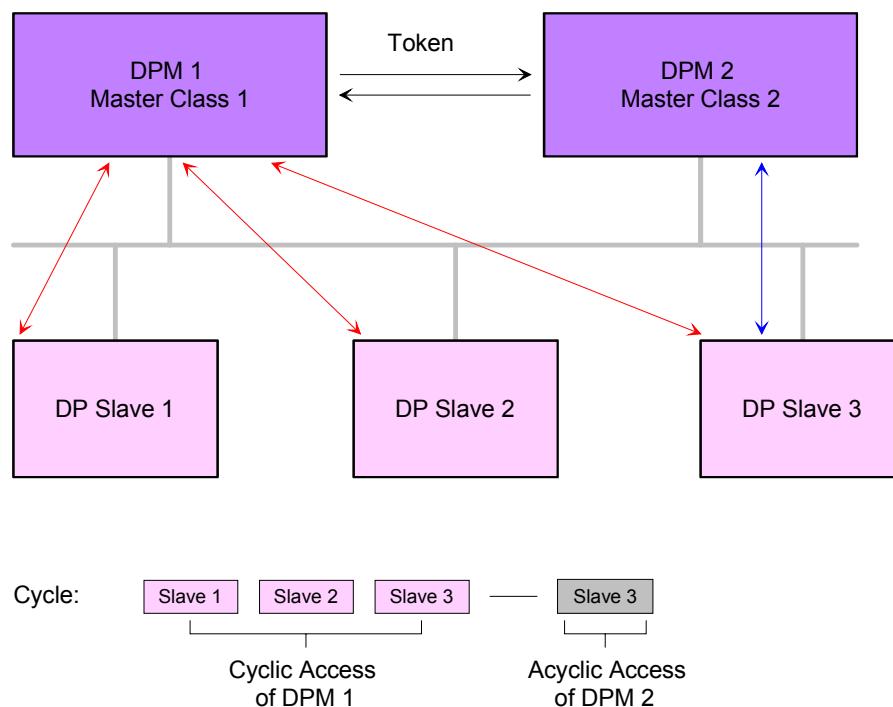 Token
DPM 1
Master Class 1
DPM 2
Master Class 2
DP Slave 1
DP Slave 2
DP Slave 3
Cycle:
Slave 1
Slave 2
Slave 3
Slave 3
Cyclic Access
of DPM 1
Acyclic Access
of DPM 2